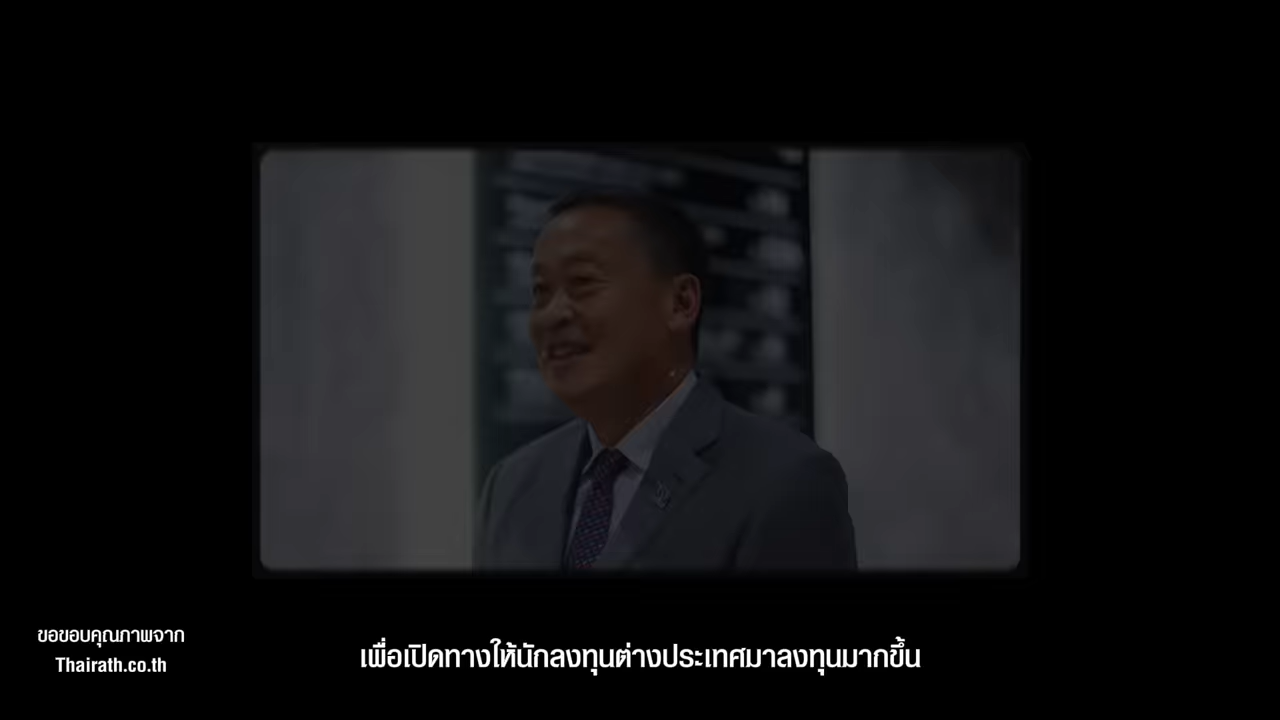 ขอขอบคุณภาพจาก
Thairath.co.th
เพื่อเปิดทางให้นักลงทุนต่างประเทศมาลงทุนมากขึ้น